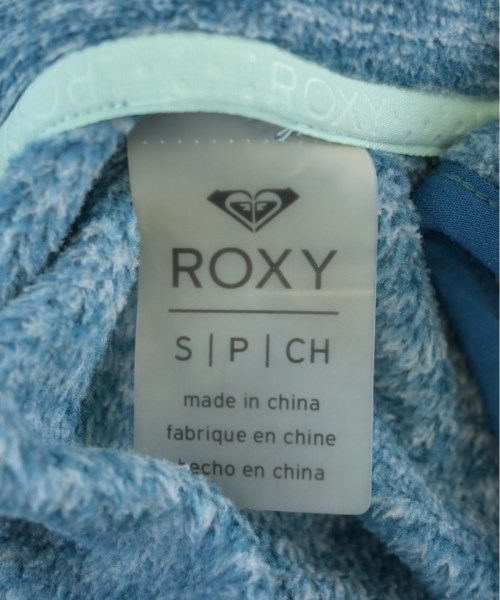 ROXY
ROXY
S | P | CH
made in china
fabrique en chine
hecho en china